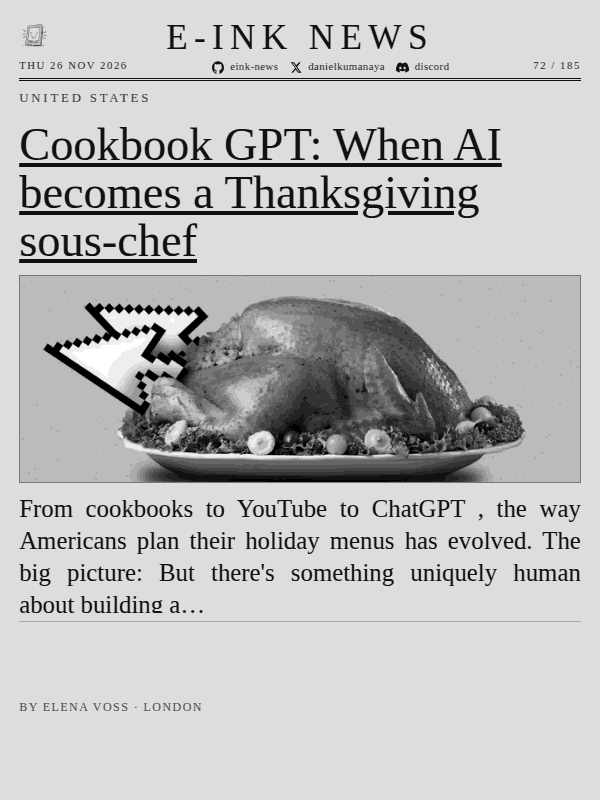 E-INK NEWS
THU 26 NOV 2026
eink-news danielkumanaya discord
72 / 185
UNITED STATES
Cookbook GPT: When AI
becomes a Thanksgiving
sous-chef
From cookbooks to YouTube to ChatGPT , the way
Americans plan their holiday menus has evolved. The
big picture: But there's something uniquely human
about building a…
BY ELENA VOSS · LONDON